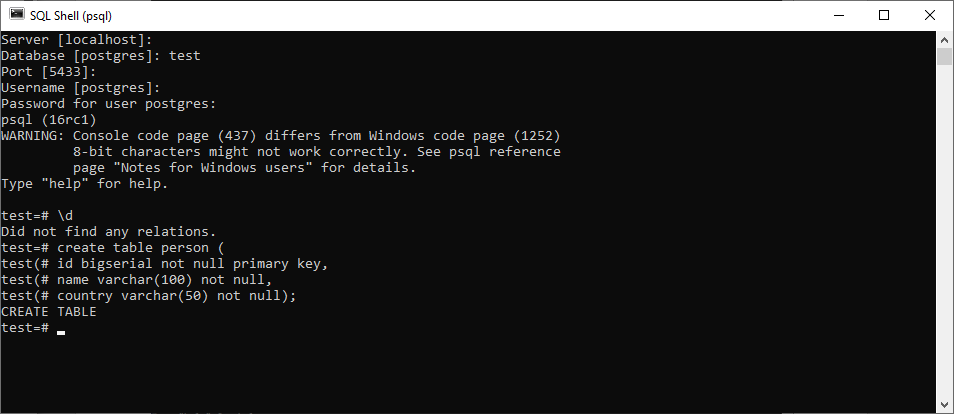 SQL Shell (psql)
Server [localhost]:
Database [postgres]: test
Port [5433]:
Username [postgres]:
Password for user postgres:
psql (16rc1)
WARNING: Console code page (437) differs from Windows code page (1252)
         8-bit characters might not work correctly. See psql reference
         page "Notes for Windows users" for details.
Type "help" for help.

test=# \d
Did not find any relations.
test=# create table person (
test(# id bigserial not null primary key,
test(# name varchar(100) not null,
test(# country varchar(50) not null);
CREATE TABLE
test=#